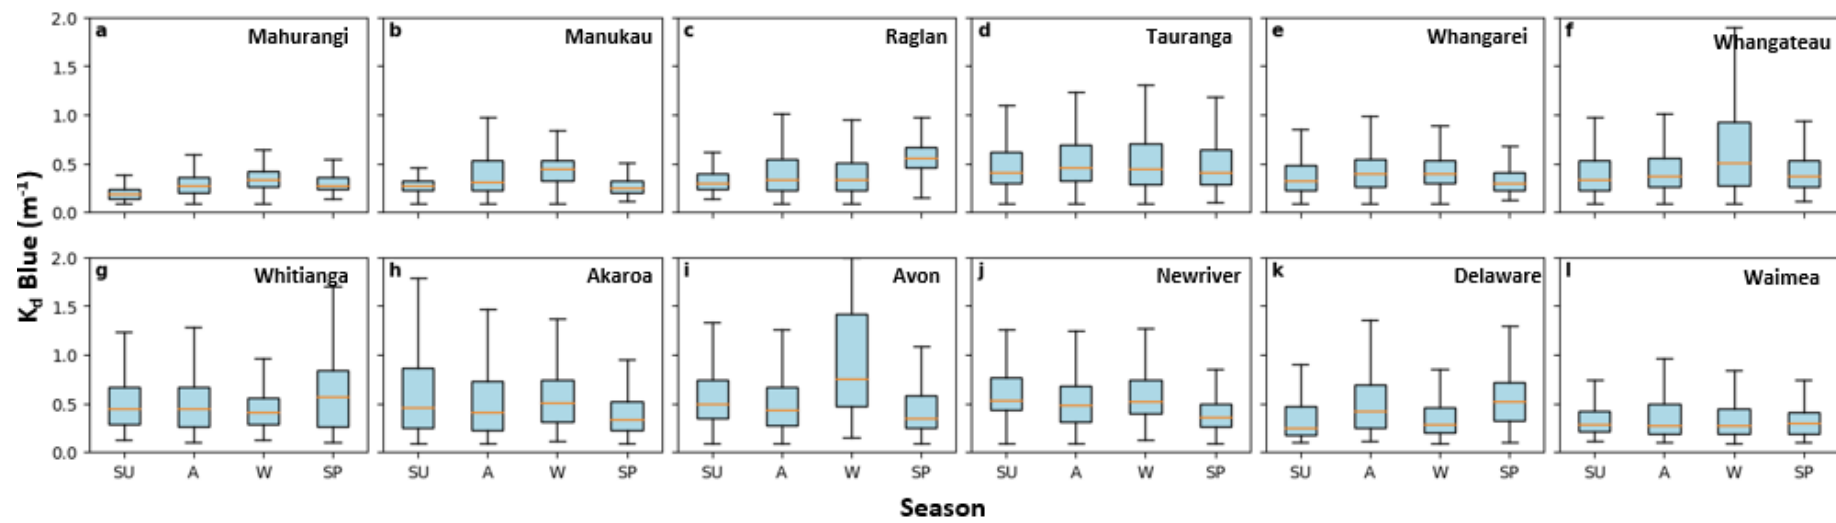 2.0 a Mahurangi b Manukau c Raglan d Tauranga e Whangarei f Whangateau
1.5
1.0
0.5
0.0
K_d Blue (m⁻¹)
2.0 g Whitianga h Akaroa i Avon j Newriver k Delaware l Waimea
1.5
1.0
0.5
0.0
SU A W SP SU A W SP SU A W SP SU A W SP SU A W SP SU A W SP
Season